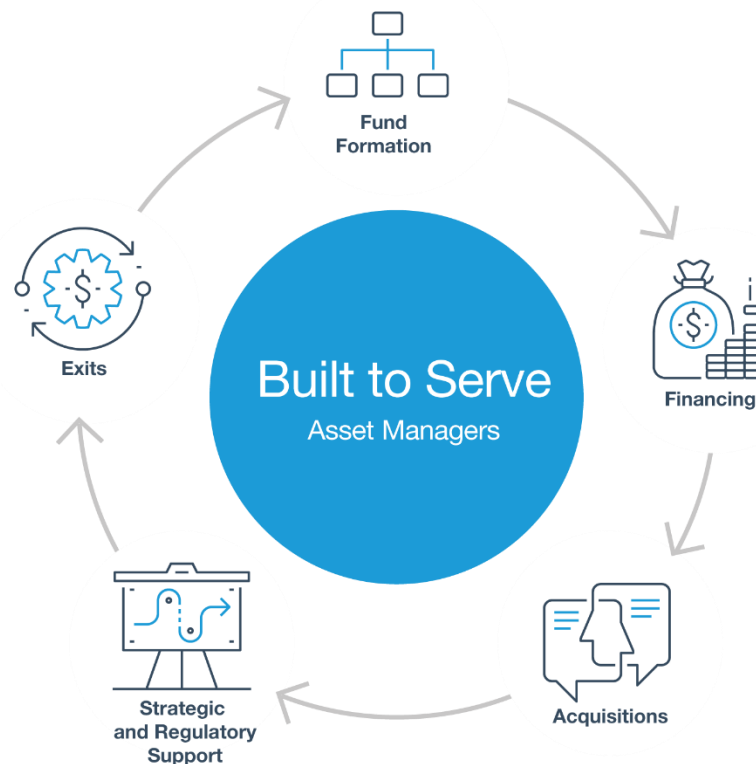 Fund
Formation
$
Exits
$
Financing
Built to Serve
Asset Managers
Acquisitions
Strategic
and Regulatory
Support